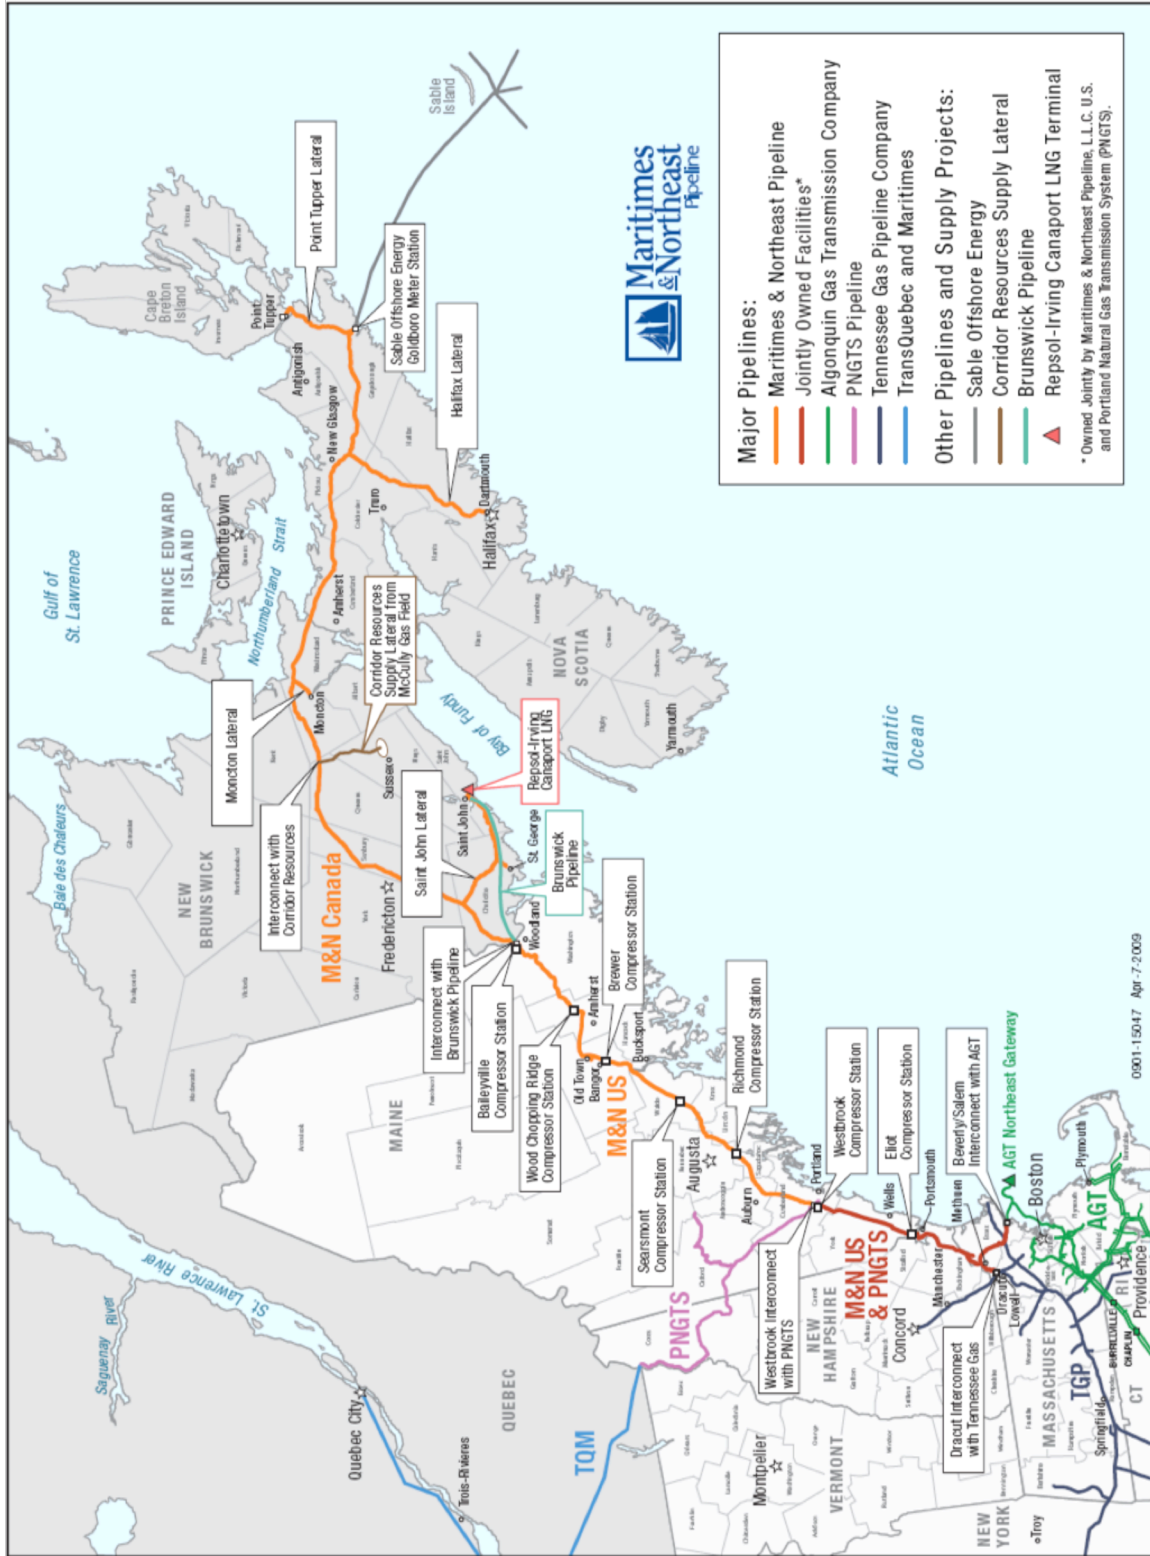 Gulf of
St. Lawrence
Baie des Chaleurs
PRINCE EDWARD
ISLAND
Charlottetown
Northumberland Strait
Cape
Breton
Island
Sable
Island
Point
Tupper
Point Tupper Lateral
Antigonish
New Glasgow
Sable Offshore Energy
Goldboro Meter Station
Halifax Lateral
Truro
Dartmouth
Halifax
Amherst
Moncton Lateral
Moncton
Corridor Resources
Supply Lateral from
McCully Gas Field
Interconnect with
Corridor Resources
Sussex
NEW
BRUNSWICK
M&N Canada
Fredericton
Saint John Lateral
Saint John
Bay of Fundy
NOVA
SCOTIA
Yarmouth
Repsol-Irving
Canaport LNG
St. George
Brunswick
Pipeline
Interconnect with
Brunswick Pipeline
Woodland
Baileyville
Compressor Station
Wood Chopping Ridge
Compressor Station
Amherst
Brewer
Compressor Station
Old Town
Bangor
Bucksport
M&N US
MAINE
Searsmont
Compressor Station
Augusta
Richmond
Compressor Station
Auburn
Atlantic
Ocean
St. Lawrence River
Saguenay
River
Quebec City
Trois-Rivieres
QUEBEC
TQM
PNGTS
Westbrook Interconnect
with PNGTS
Portland
Westbrook
Compressor Station
M&N US
& PNGTS
Wells
Eliot
Compressor Station
Portsmouth
NEW
HAMPSHIRE
Concord
Manchester
Methuen
Beverly/Salem
Interconnect with AGT
AGT Northeast Gateway
Dracut
Lowell
Dracut Interconnect
with Tennessee Gas
Montpelier
VERMONT
NEW
YORK
Troy
MASSACHUSETTS
TGP
Springfield
Boston
Plymouth
AGT
RI
Providence
BURRILLVILLE
CHAPLIN
CT
Maritimes
&Northeast
Pipeline
Major Pipelines:
Maritimes & Northeast Pipeline
Jointly Owned Facilities*
Algonquin Gas Transmission Company
PNGTS Pipeline
Tennessee Gas Pipeline Company
TransQuebec and Maritimes
Other Pipelines and Supply Projects:
Sable Offshore Energy
Corridor Resources Supply Lateral
Brunswick Pipeline
Repsol-Irving Canaport LNG Terminal
* Owned Jointly by Maritimes & Northeast Pipeline, L.L.C. U.S.
and Portland Natural Gas Transmission System (PNGTS).
0901-15047 Apr-7-2009